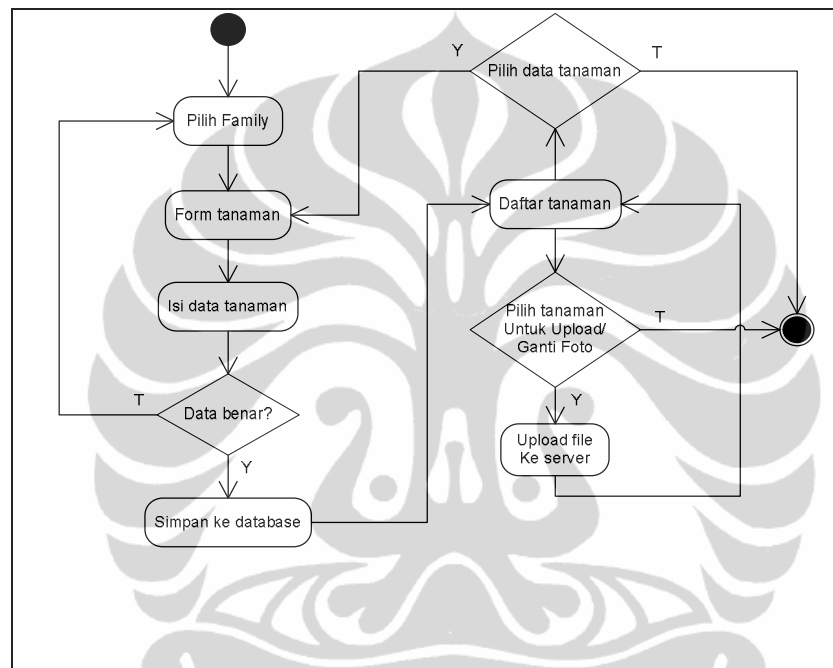 Y
T
Pilih data tanaman
Pilih Family
Form tanaman
Daftar tanaman
Isi data tanaman
Pilih tanaman
Untuk Upload/
Ganti Foto
T
T
Data benar?
Y
Y
Upload file
Ke server
Simpan ke database